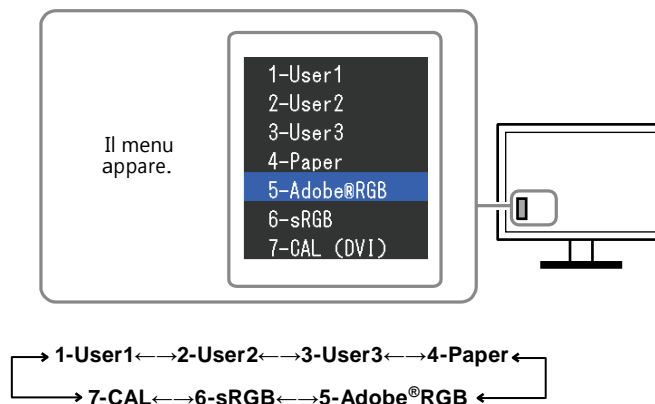 Il menu
appare.
1-User1
2-User2
3-User3
4-Paper
5-Adobe®RGB
6-sRGB
7-CAL (DVI)
1-User1←→2-User2←→3-User3←→4-Paper
7-CAL←→6-sRGB←→5-Adobe®RGB